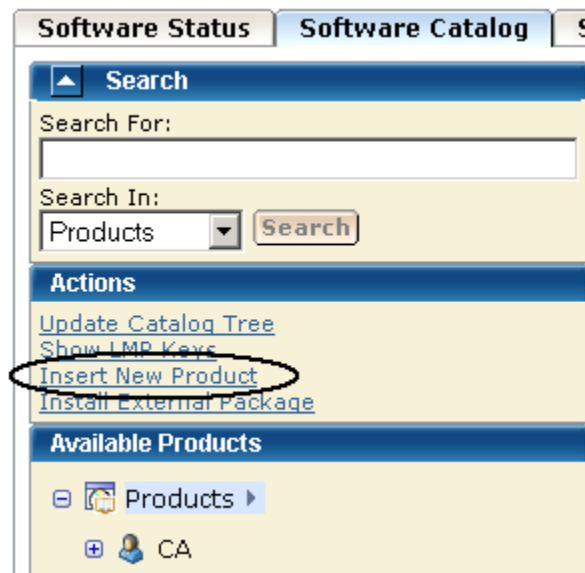 Software Status Software Catalog S
Search
Search For:
Search In:
Products Search
Actions
Update Catalog Tree
Show LMP Keys
Insert New Product
Install External Package
Available Products
Products
CA